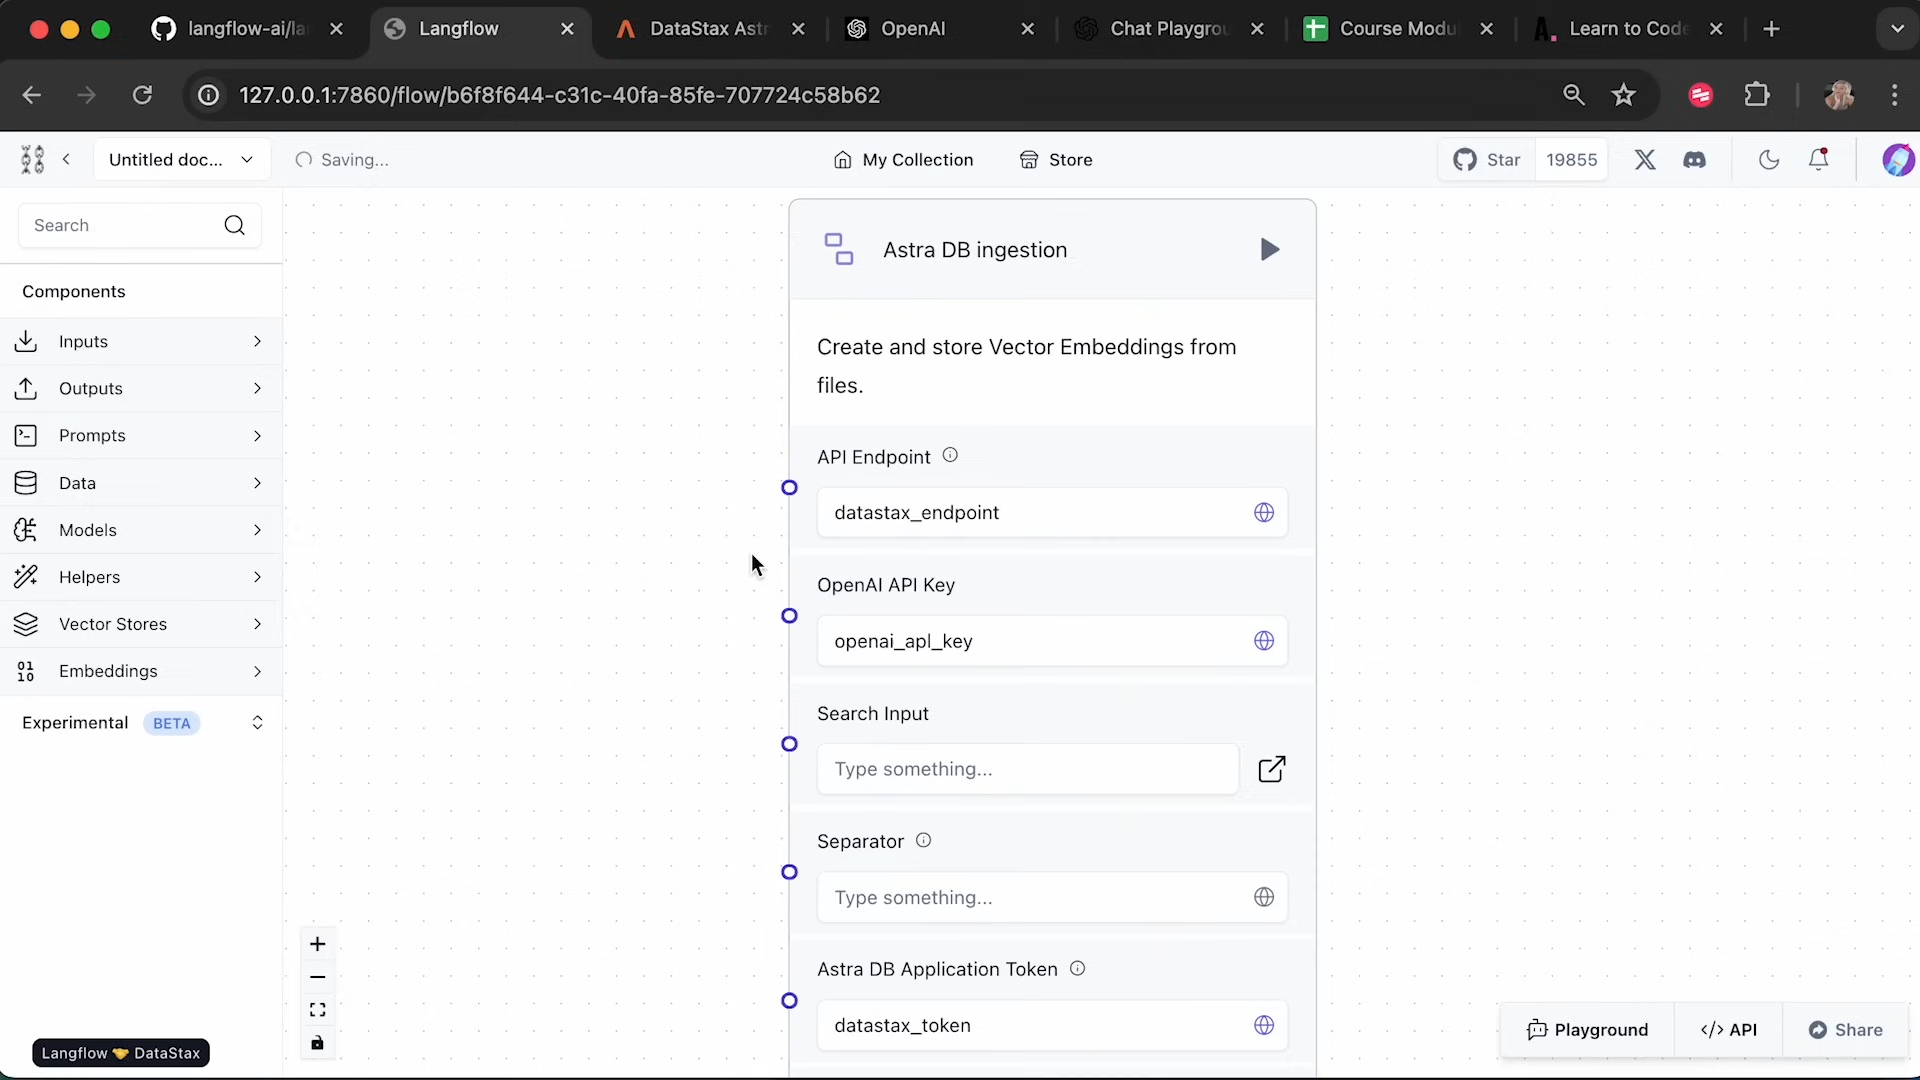 langflow-ai/la
Langflow
DataStax Astr
OpenAI
Chat Playgrou
Course Modu
Learn to Code
127.0.0.1:7860/flow/b6f8f644-c31c-40fa-85fe-707724c58b62
Untitled doc...
Saving...
My Collection
Store
Star
19855
Search
Components
Inputs
Outputs
Prompts
Data
Models
Helpers
Vector Stores
Embeddings
Experimental BETA
Astra DB ingestion
Create and store Vector Embeddings from
files.
API Endpoint
datastax_endpoint
OpenAI API Key
openai_apl_key
Search Input
Type something...
Separator
Type something...
Astra DB Application Token
datastax_token
Langflow 🤝 DataStax
Playground
</> API
Share